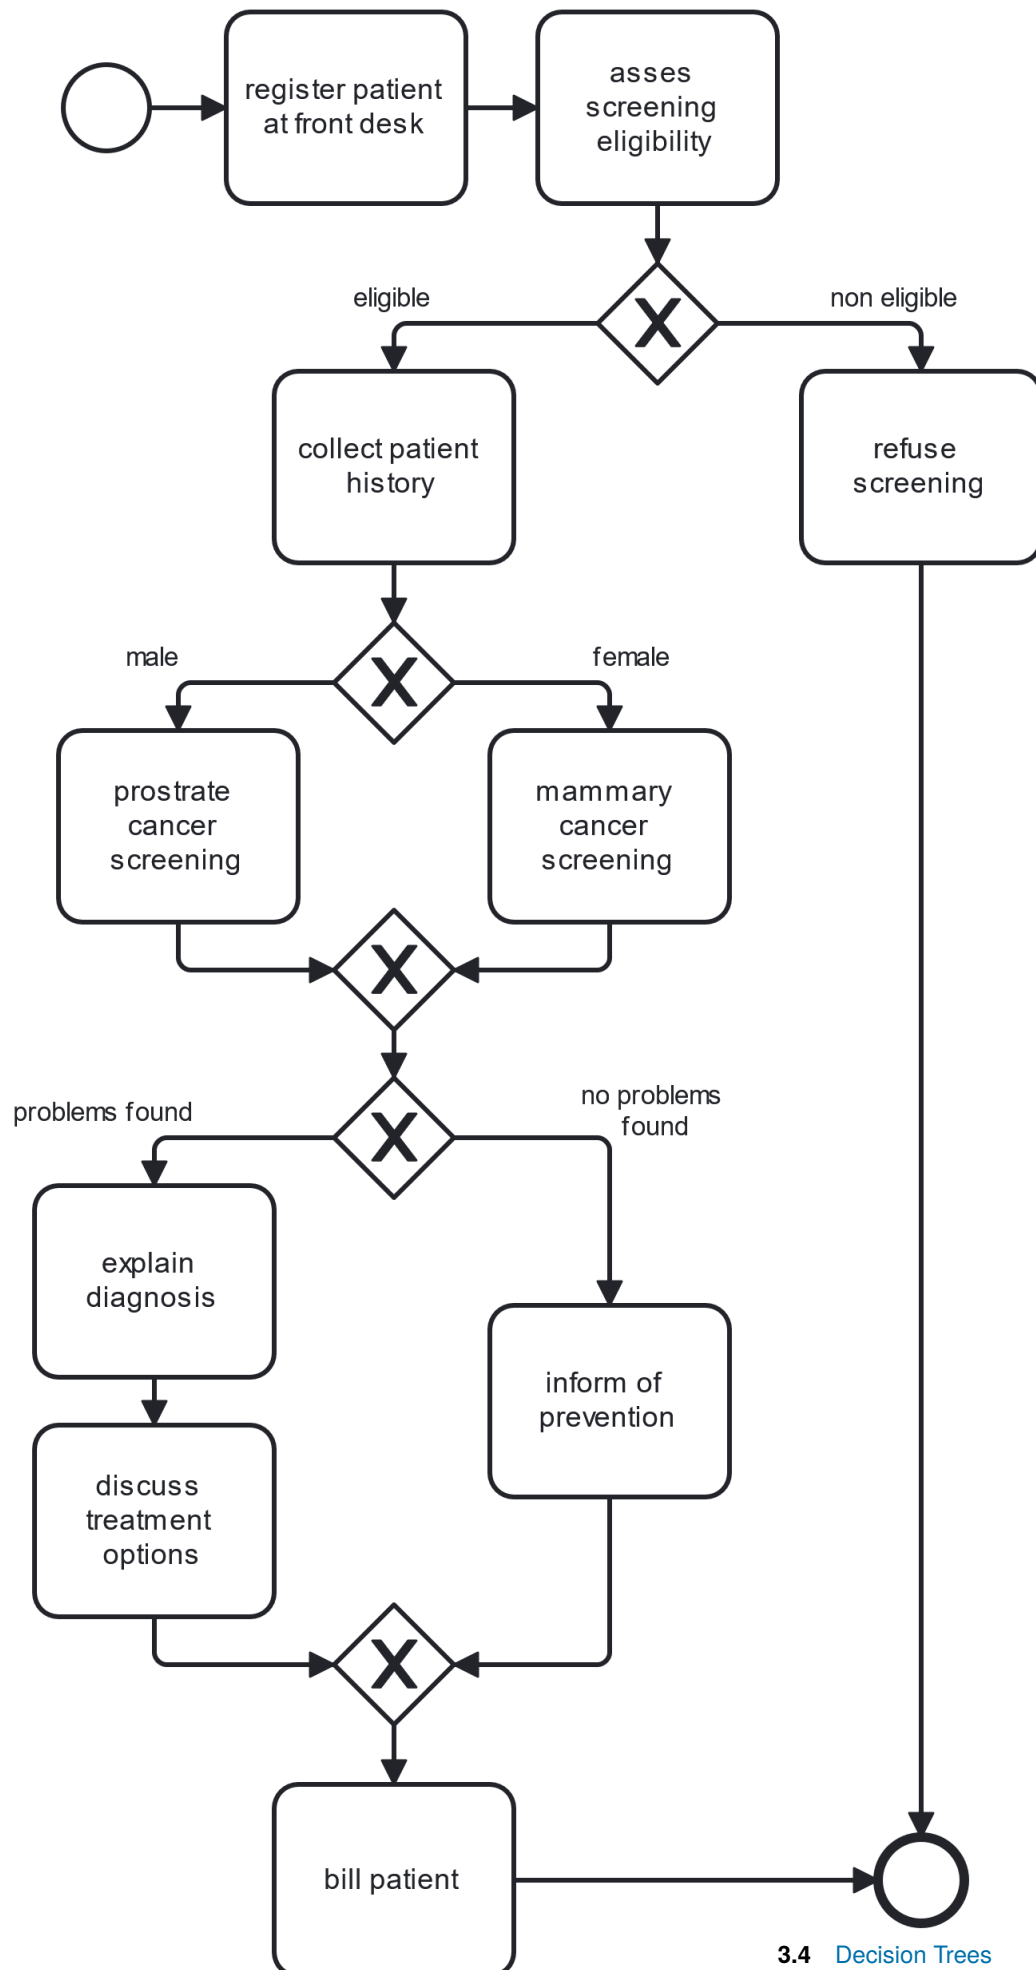 register patient
at front desk
asses
screening
eligibility
eligible
non eligible
X
collect patient
history
refuse
screening
male
female
X
prostrate
cancer
screening
mammary
cancer
screening
X
problems found
no problems
found
X
explain
diagnosis
inform of
prevention
discuss
treatment
options
X
bill patient
3.4 Decision Trees